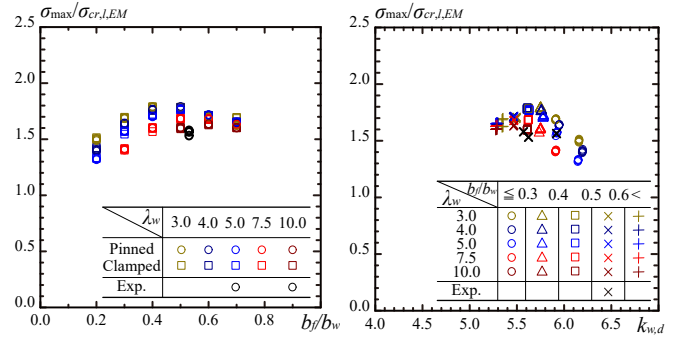 σmax/σcr,l,EM
2.5
2.0
1.5
1.0
0.5
0.0
0.0 0.2 0.4 0.6 0.8 1.0
bf/bw
λw 3.0 4.0 5.0 7.5 10.0
Pinned
Clamped
Exp.
σmax/σcr,l,EM
2.5
2.0
1.5
1.0
0.5
0.0
4.0 4.5 5.0 5.5 6.0 6.5 7.0
kw,d
bf/bw ≦ 0.3 0.4 0.5 0.6<
λw
3.0
4.0
5.0
7.5
10.0
Exp.